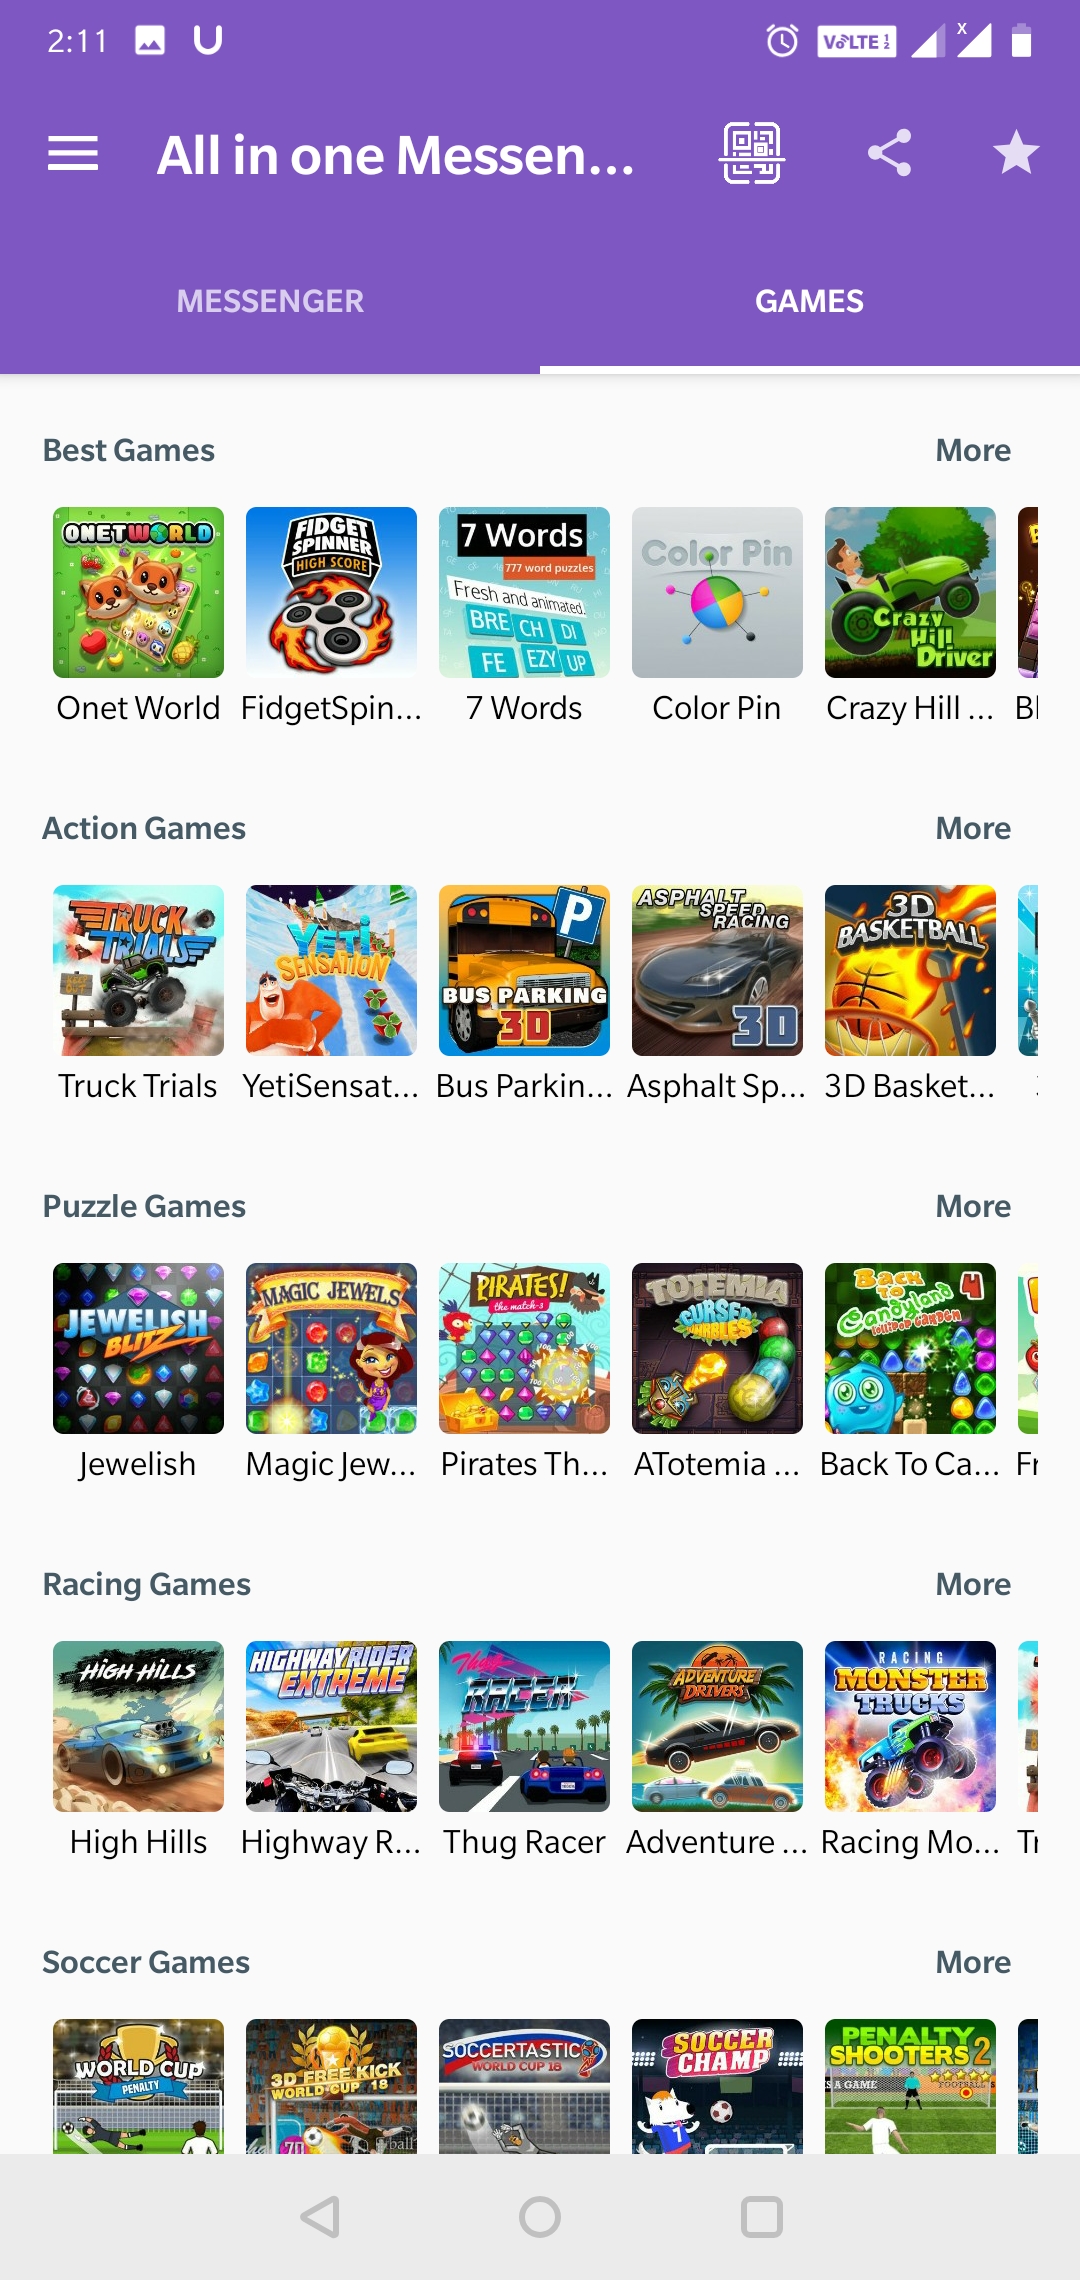 2:11
VoLTE 1 2
X
All in one Messen...
MESSENGER
GAMES
Best Games
More
ONET WORLD
FIDGET
SPINNER
HIGH SCORE
7 Words
777 word puzzles
Fresh and animated.
BRE CH DI
FE EZY UP
Color Pin
Crazy
Hill
Driver
Onet World
FidgetSpin...
7 Words
Color Pin
Crazy Hill ...
Action Games
More
TRUCK
TRIALS
YETI
SENSATION
P
BUS PARKING
3D
ASPHALT
SPEED
RACING
3D
3D
BASKETBALL
Truck Trials
YetiSensat...
Bus Parkin...
Asphalt Sp...
3D Basket...
Puzzle Games
More
JEWELISH
BLITZ
MAGIC JEWELS
PIRATES!
the match-3
TOTEMIA
CURSED
MARBLES
Back
To
Candyland 4
Lollipop Garden
Jewelish
Magic Jew...
Pirates Th...
ATotemia ...
Back To Ca...
Fr
Racing Games
More
HIGH HILLS
HIGHWAY RIDER
EXTREME
Thug
RACER
ADVENTURE
DRIVERS
RACING
MONSTER
TRUCKS
High Hills
Highway R...
Thug Racer
Adventure ...
Racing Mo...
Tr
Soccer Games
More
WORLD CUP
PENALTY
3D FREE KICK
WORLD CUP 18
SOCCERTASTIC
WORLD CUP 18
SOCCER
CHAMP
1
PENALTY
SHOOTERS 2
S A GAME